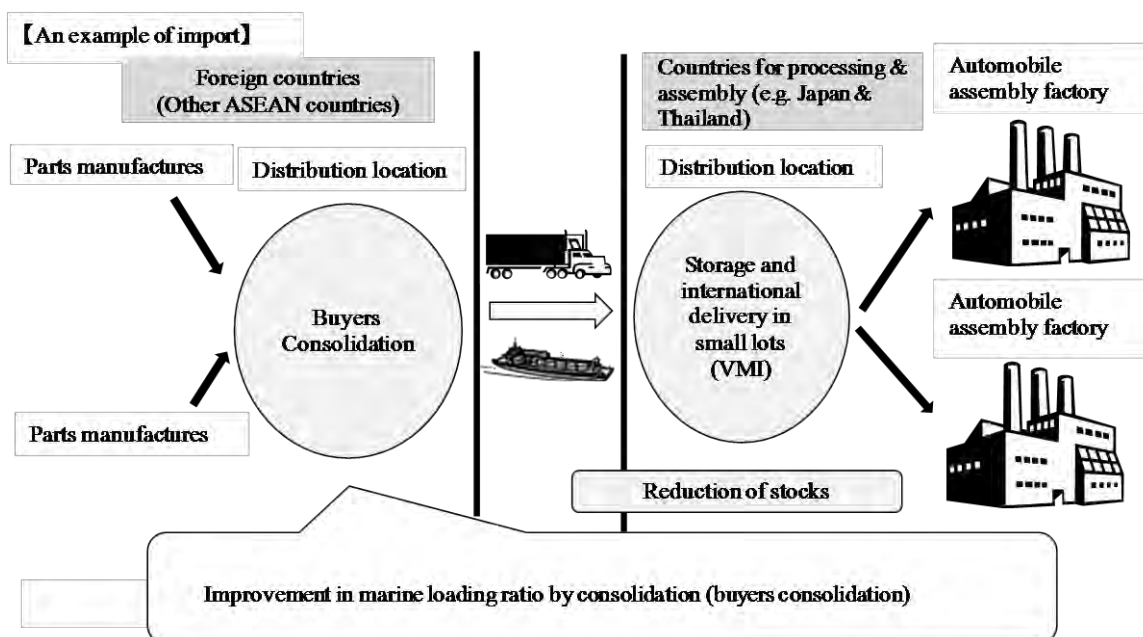 【An example of import】
Foreign countries
(Other ASEAN countries)
Countries for processing &
assembly (e.g. Japan &
Thailand)
Automobile
assembly factory
Parts manufactures
Distribution location
Distribution location
Buyers
Consolidation
Storage and
international
delivery in
small lots
(VMI)
Automobile
assembly factory
Parts manufactures
Reduction of stocks
Improvement in marine loading ratio by consolidation (buyers consolidation)